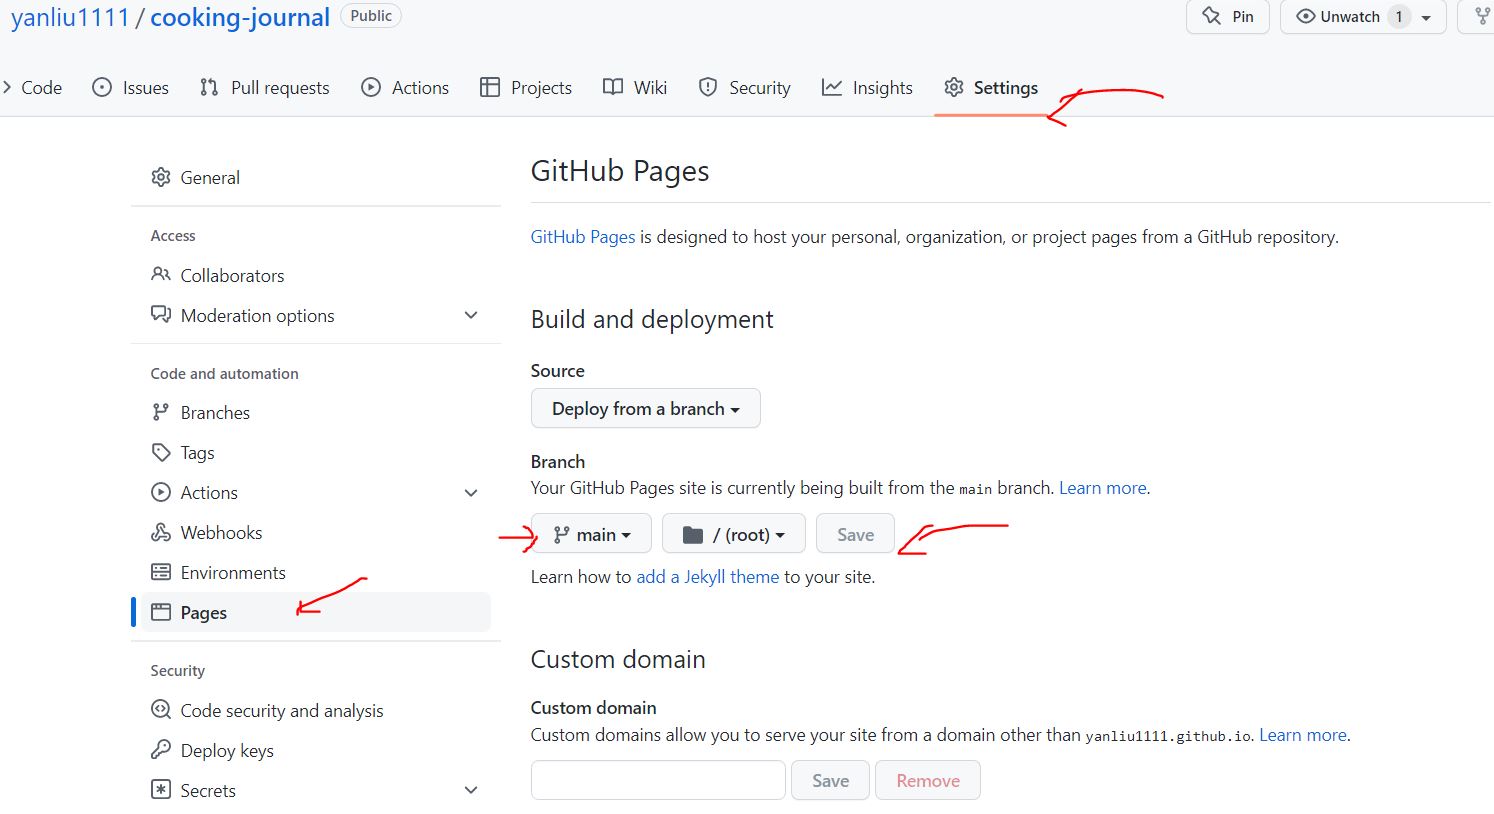 yanliu1111 / cooking-journal Public Pin Unwatch 1
Code Issues Pull requests Actions Projects Wiki Security Insights Settings
General
Access
Collaborators
Moderation options
Code and automation
Branches
Tags
Actions
Webhooks
Environments
Pages
Security
Code security and analysis
Deploy keys
Secrets
GitHub Pages
GitHub Pages is designed to host your personal, organization, or project pages from a GitHub repository.
Build and deployment
Source
Deploy from a branch
Branch
Your GitHub Pages site is currently being built from the main branch. Learn more.
main / (root) Save
Learn how to add a Jekyll theme to your site.
Custom domain
Custom domain
Custom domains allow you to serve your site from a domain other than yanliu1111.github.io. Learn more.
Save Remove